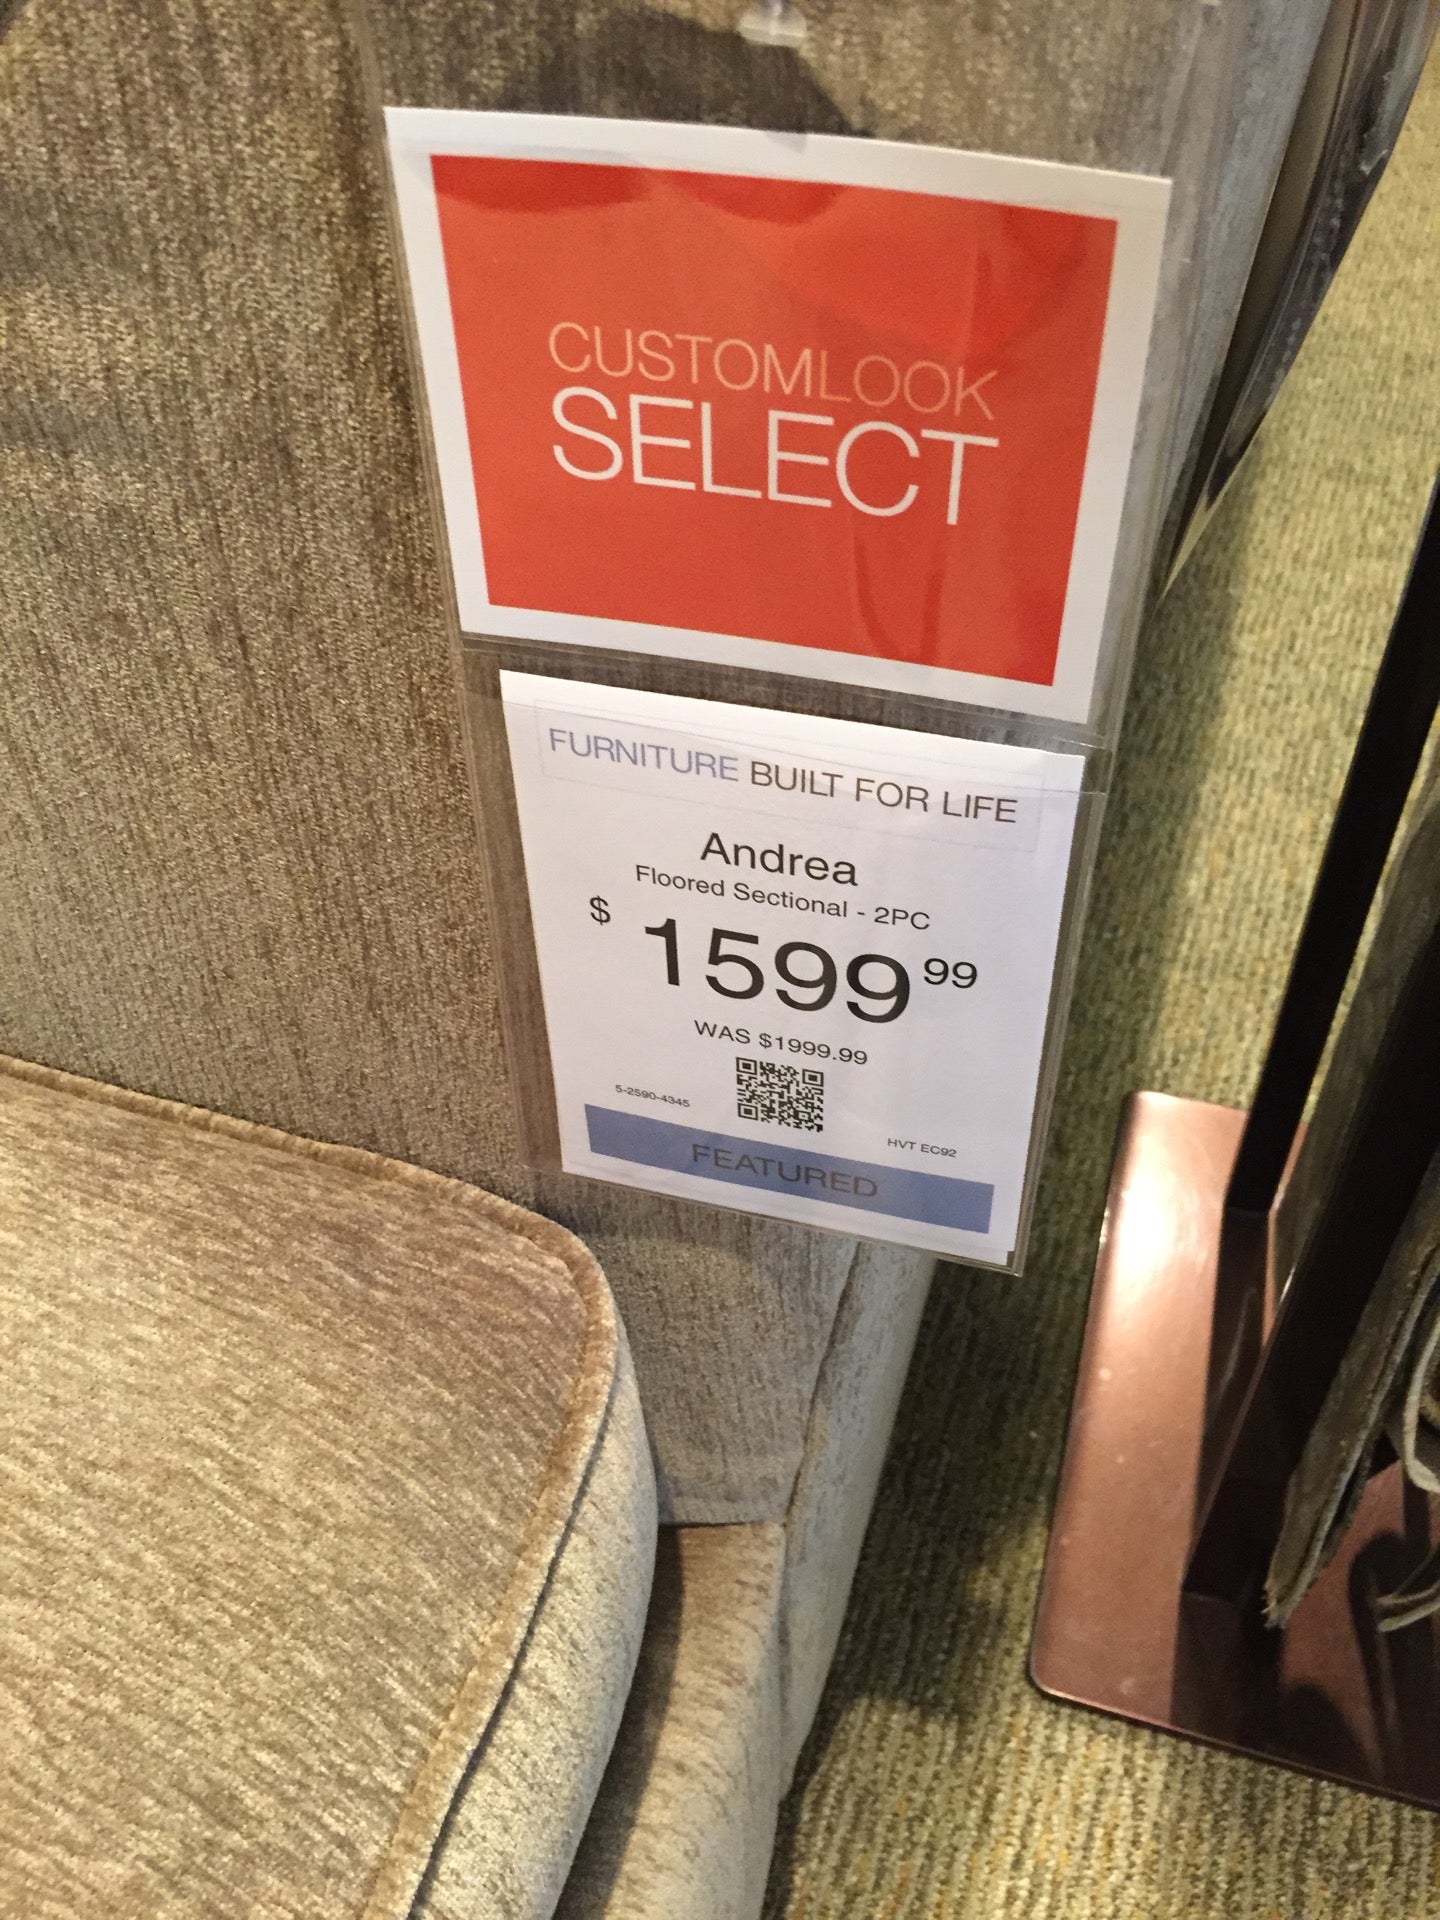 CUSTOMLOOK
SELECT
FURNITURE BUILT FOR LIFE
Andrea
Floored Sectional - 2PC
$ 1599 99
WAS $1999.99
5-2590-4345
HVT EC92
FEATURED